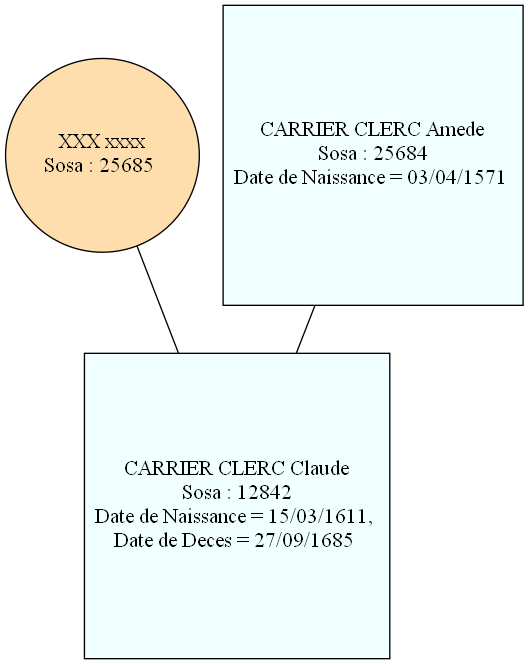 XXX xxxx
Sosa : 25685
CARRIER CLERC Amede
Sosa : 25684
Date de Naissance = 03/04/1571
CARRIER CLERC Claude
Sosa : 12842
Date de Naissance = 15/03/1611,
Date de Deces = 27/09/1685